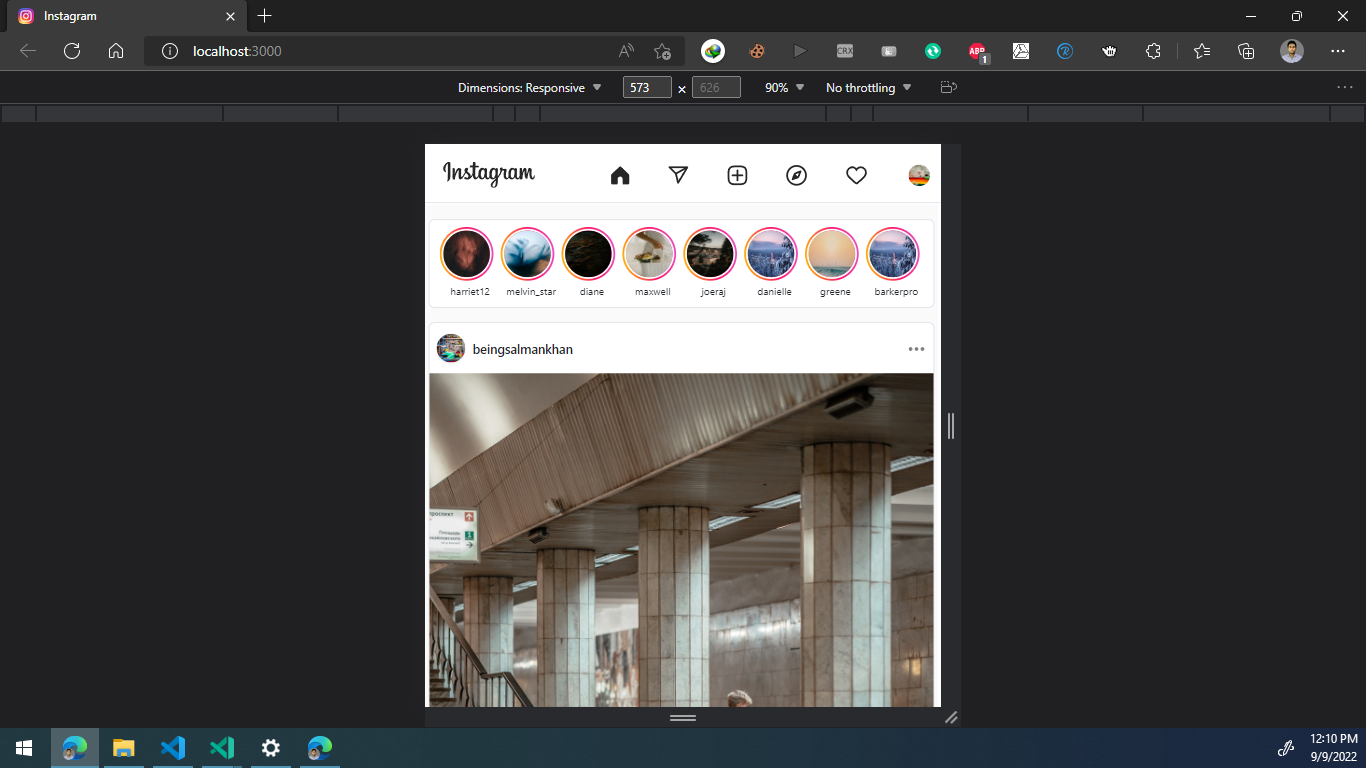 Instagram
localhost:3000
CRX
ABP
1
Dimensions: Responsive 573 × 626 90% No throttling
Instagram
harriet12 melvin_star diane maxwell joeraj danielle greene barkerpro
beingsalmankhan
12:10 PM
9/9/2022